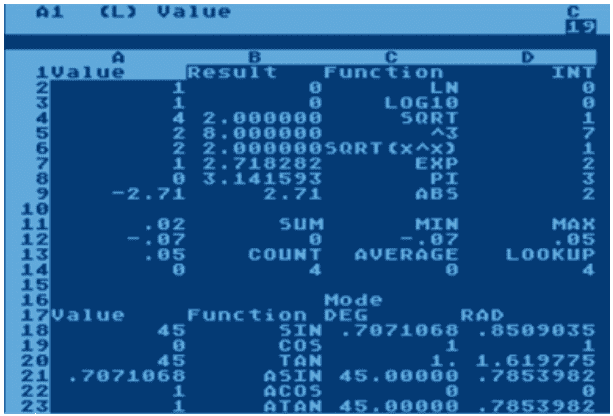 A1 (L) Value C
19
A B C D
1Value Result Function INT
2 1 0 LN 0
3 1 0 LOG10 0
4 4 2.000000 SQRT 1
5 2 8.000000 ^3 7
6 2 2.000000SQRT(x^x) 1
7 1 2.718282 EXP 2
8 0 3.141593 PI 3
9 -2.71 2.71 ABS 2
10
11 .02 SUM MIN MAX
12 -.07 0 -.07 .05
13 .05 COUNT AVERAGE LOOKUP
14 0 4 0 4
15
16 Mode
17Value Function DEG RAD
18 45 SIN .7071068 .8509035
19 0 COS 1 1
20 45 TAN 1. 1.619775
21 .7071068 ASIN 45.00000 .7853982
22 1 ACOS 0 0
23 1 ATAN 45.00000 .7853982